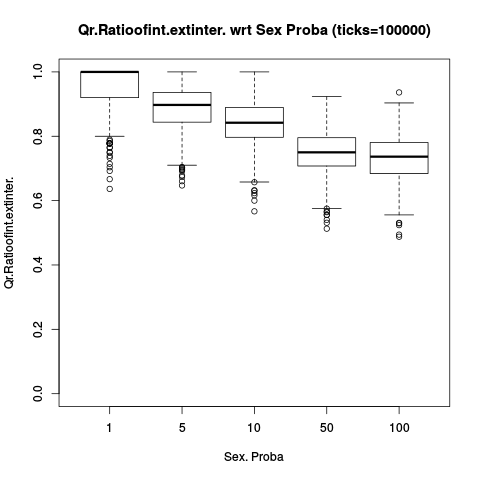 Qr.Ratioofint.extinter. wrt Sex Proba (ticks=100000)
Qr.Ratioofint.extinter.
1.0
0.8
0.6
0.4
0.2
0.0
1 5 10 50 100
Sex. Proba